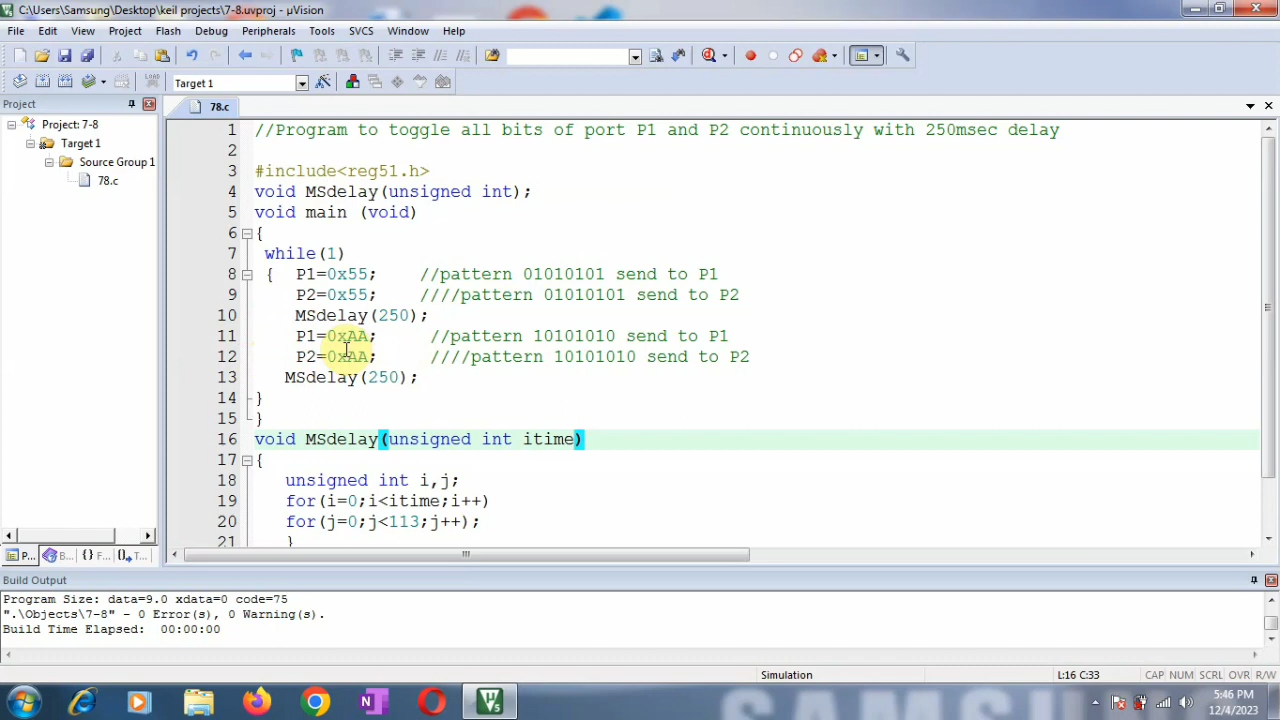 C:\Users\Samsung\Desktop\keil projects\7-8.uvproj - µVision
File Edit View Project Flash Debug Peripherals Tools SVCS Window Help
LOAD Target 1
Project
78.c
Project: 7-8
Target 1
Source Group 1
78.c
1 //Program to toggle all bits of port P1 and P2 continuously with 250msec delay
2
3 #include<reg51.h>
4 void MSdelay(unsigned int);
5 void main (void)
6 {
7 while(1)
8 { P1=0x55; //pattern 01010101 send to P1
9 P2=0x55; ////pattern 01010101 send to P2
10 MSdelay(250);
11 P1=0xAA; //pattern 10101010 send to P1
12 P2=0xAA; ////pattern 10101010 send to P2
13 MSdelay(250);
14 }
15 }
16 void MSdelay(unsigned int itime)
17 {
18 unsigned int i,j;
19 for(i=0;i<itime;i++)
20 for(j=0;j<113;j++);
21 }
P... B... {} F... 0. T...
Build Output
Program Size: data=9.0 xdata=0 code=75
".\Objects\7-8" - 0 Error(s), 0 Warning(s).
Build Time Elapsed: 00:00:00
Simulation L:16 C:33 CAP NUM SCRL OVR R/W
5:46 PM
12/4/2023